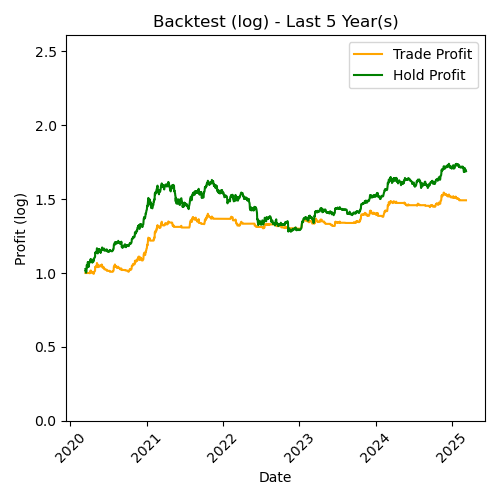 Backtest (log) - Last 5 Year(s)
Trade Profit
Hold Profit
Profit (log)
2.5
2.0
1.5
1.0
0.5
0.0
2020
2021
2022
2023
2024
2025
Date